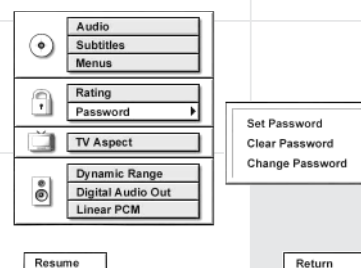 Audio
Subtitles
Menus
Rating
Password
TV Aspect
Dynamic Range
Digital Audio Out
Linear PCM
Set Password
Clear Password
Change Password
Resume
Return